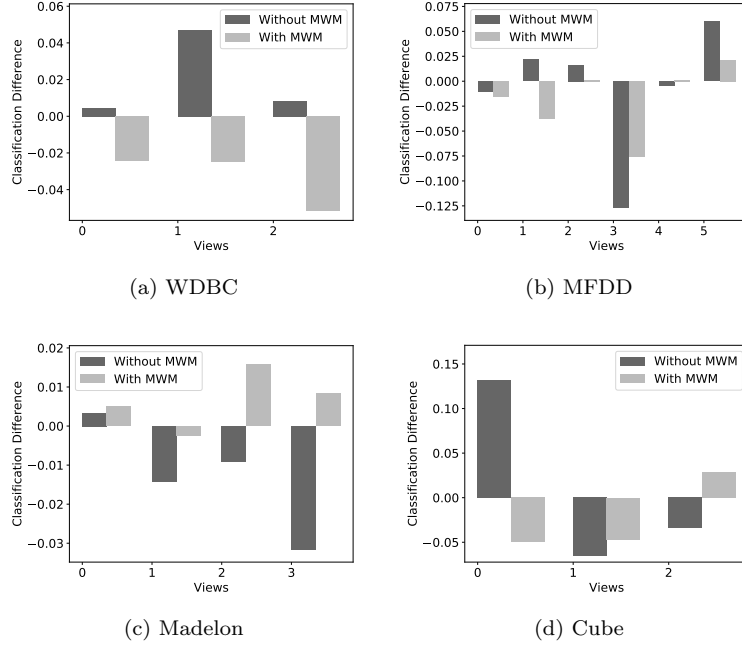 0.06
0.04
0.02
0.00
−0.02
−0.04
Classification Difference
Without MWM
With MWM
0 1 2
Views
(a) WDBC
0.075
0.050
0.025
0.000
−0.025
−0.050
−0.075
−0.100
−0.125
Classification Difference
Without MWM
With MWM
0 1 2 3 4 5
Views
(b) MFDD
0.02
0.01
0.00
−0.01
−0.02
−0.03
Classification Difference
Without MWM
With MWM
0 1 2 3
Views
(c) Madelon
0.15
0.10
0.05
0.00
−0.05
Classification Difference
Without MWM
With MWM
0 1 2
Views
(d) Cube